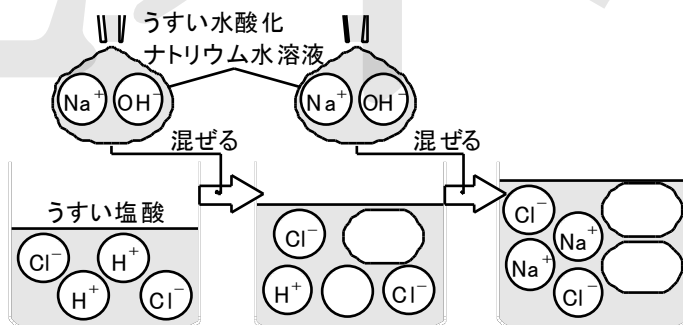 うすい水酸化
ナトリウム水溶液
Na⁺ OH⁻
Na⁺ OH⁻
混ぜる
混ぜる
うすい塩酸
Cl⁻ H⁺
H⁺ Cl⁻
Cl⁻
H⁺ Cl⁻
Cl⁻
Na⁺
Na⁺
Cl⁻